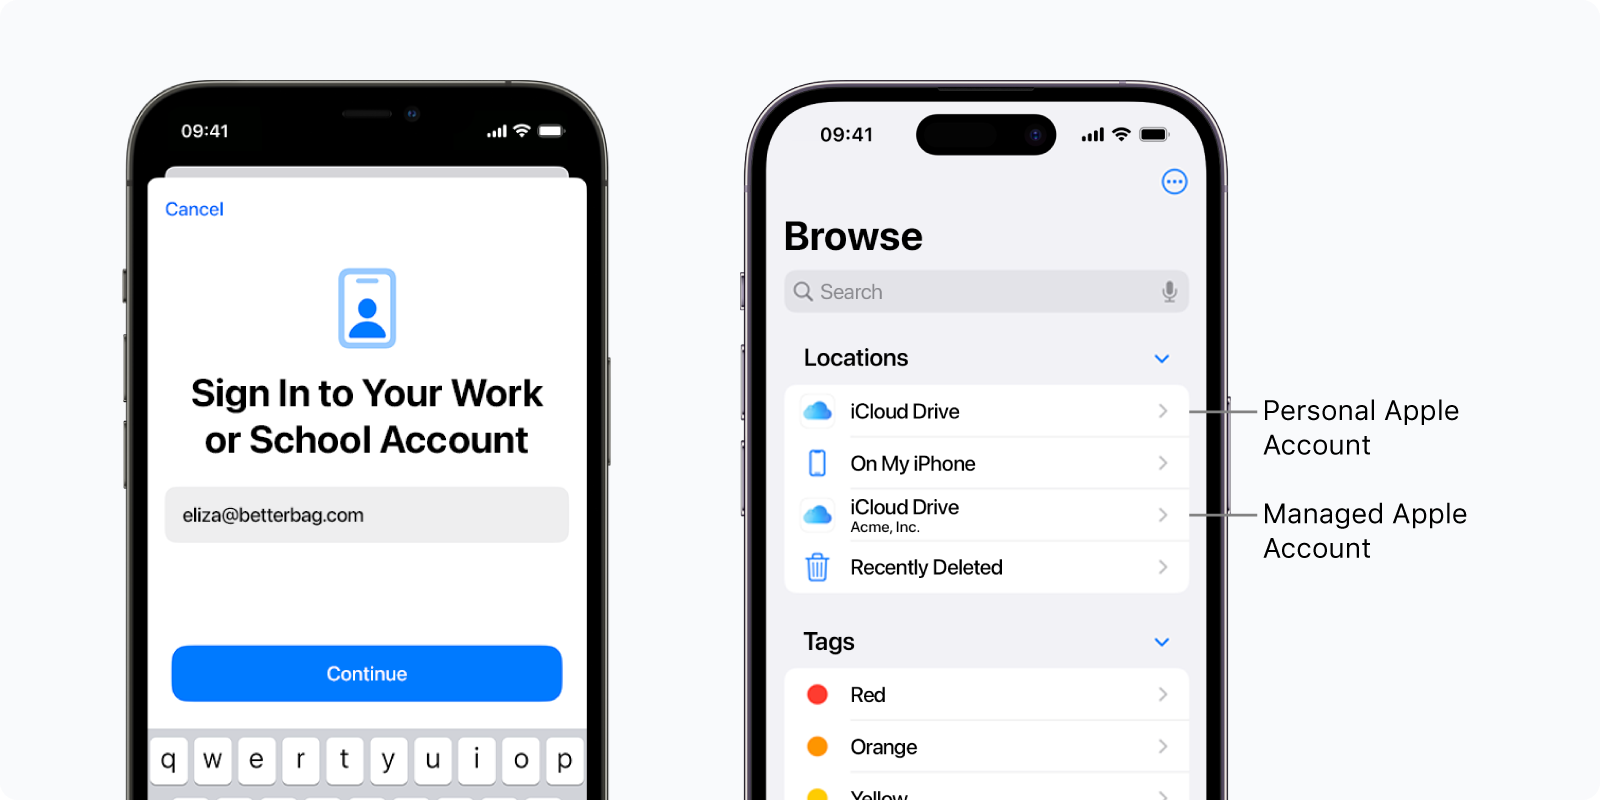 09:41
Cancel
Sign In to Your Work
or School Account
eliza@betterbag.com
Continue
q w e r t y u i o p
09:41
Browse
Search
Locations
iCloud Drive
On My iPhone
iCloud Drive
Acme, Inc.
Recently Deleted
Tags
Red
Orange
Yellow
Personal Apple
Account
Managed Apple
Account